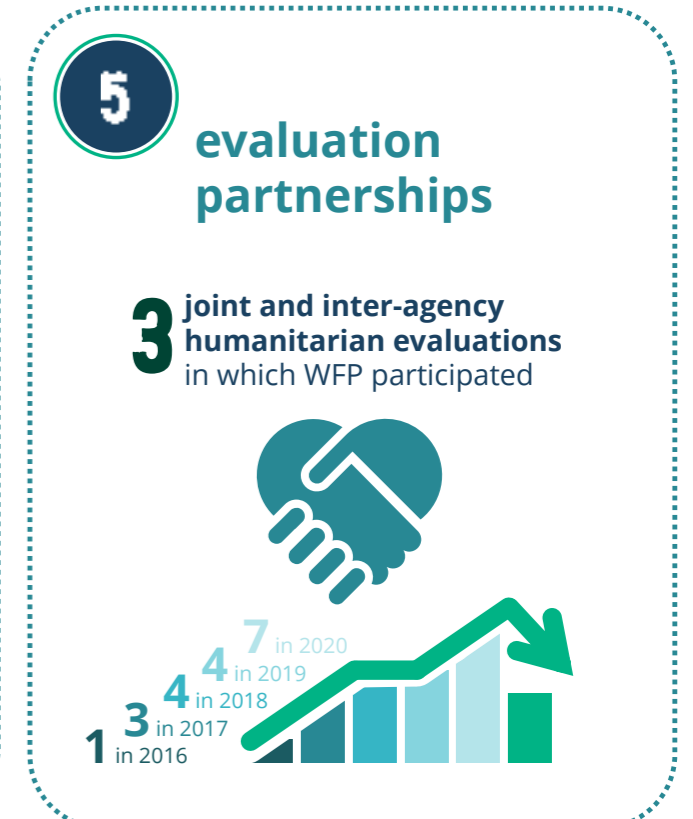 5
evaluation
partnerships
3 joint and inter-agency
humanitarian evaluations
in which WFP participated
7 in 2020
4 in 2019
4 in 2018
3 in 2017
1 in 2016